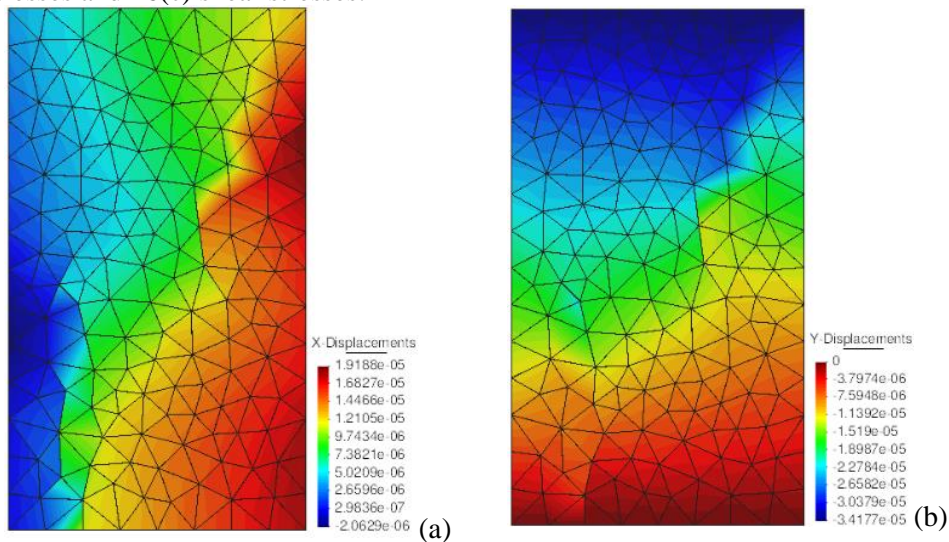 X-Displacements
1.9188e-05
1.6827e-05
1.4466e-05
1.2105e-05
9.7434e-06
7.3821e-06
5.0209e-06
2.6596e-06
2.9836e-07
-2.0629e-06
(a)
Y-Displacements
0
-3.7974e-06
-7.5948e-06
-1.1392e-05
-1.519e-05
-1.8987e-05
-2.2784e-05
-2.6582e-05
-3.0379e-05
-3.4177e-05
(b)